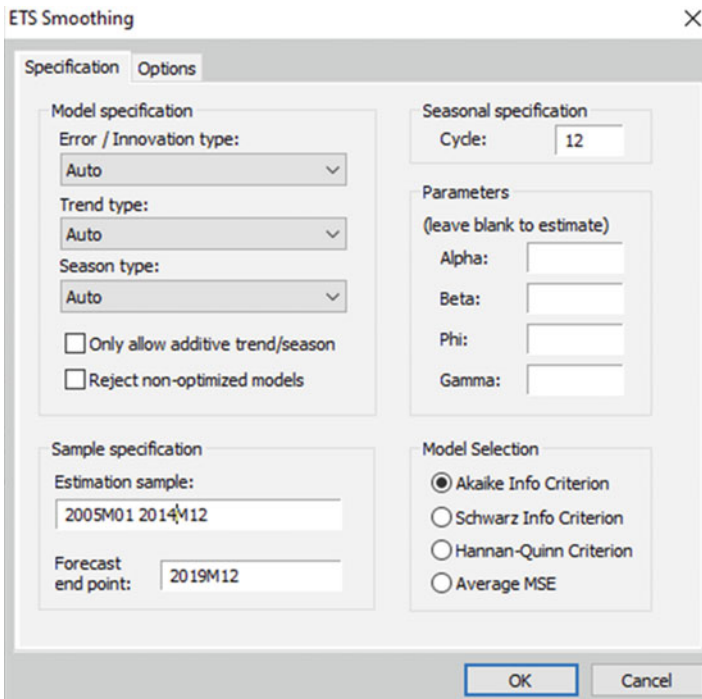 ETS Smoothing
Specification
Options
Model specification
Error / Innovation type:
Auto
Trend type:
Auto
Season type:
Auto
Only allow additive trend/season
Reject non-optimized models
Seasonal specification
Cycle: 12
Parameters
(leave blank to estimate)
Alpha:
Beta:
Phi:
Gamma:
Sample specification
Estimation sample:
2005M01 2014M12
Forecast
end point: 2019M12
Model Selection
Akaike Info Criterion
Schwarz Info Criterion
Hannan-Quinn Criterion
Average MSE
OK
Cancel